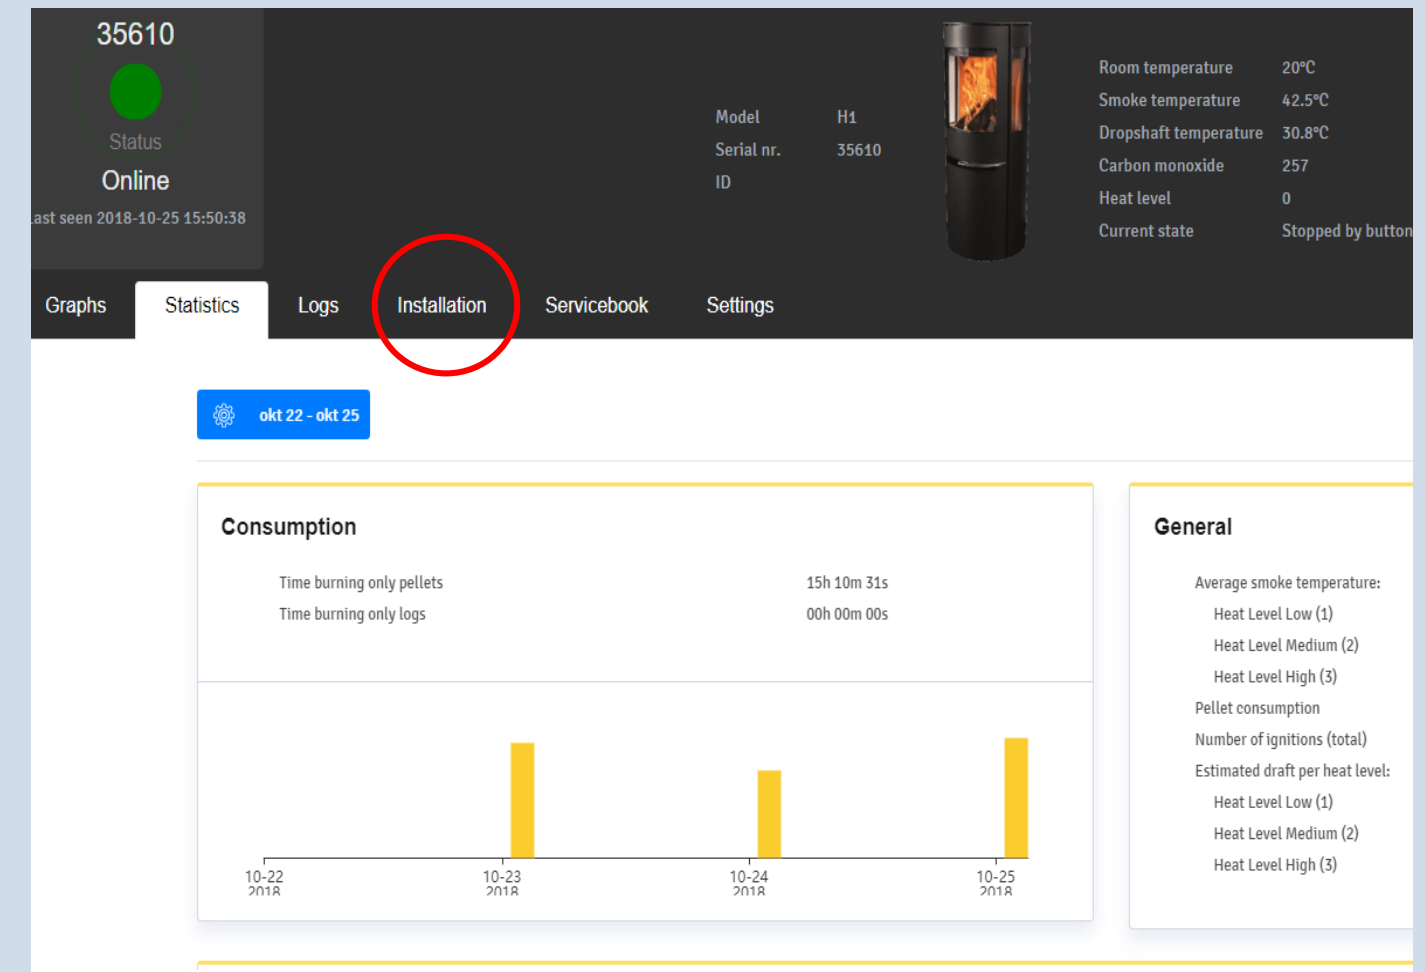 35610
Status
Online
Last seen 2018-10-25 15:50:38
Model H1
Serial nr. 35610
ID
Room temperature 20°C
Smoke temperature 42.5°C
Dropshaft temperature 30.8°C
Carbon monoxide 257
Heat level 0
Current state Stopped by button
Graphs Statistics Logs Installation Servicebook Settings
okt 22 - okt 25
Consumption
Time burning only pellets 15h 10m 31s
Time burning only logs 00h 00m 00s
10-22 10-23 10-24 10-25
2018 2018 2018 2018
General
Average smoke temperature:
Heat Level Low (1)
Heat Level Medium (2)
Heat Level High (3)
Pellet consumption
Number of ignitions (total)
Estimated draft per heat level:
Heat Level Low (1)
Heat Level Medium (2)
Heat Level High (3)